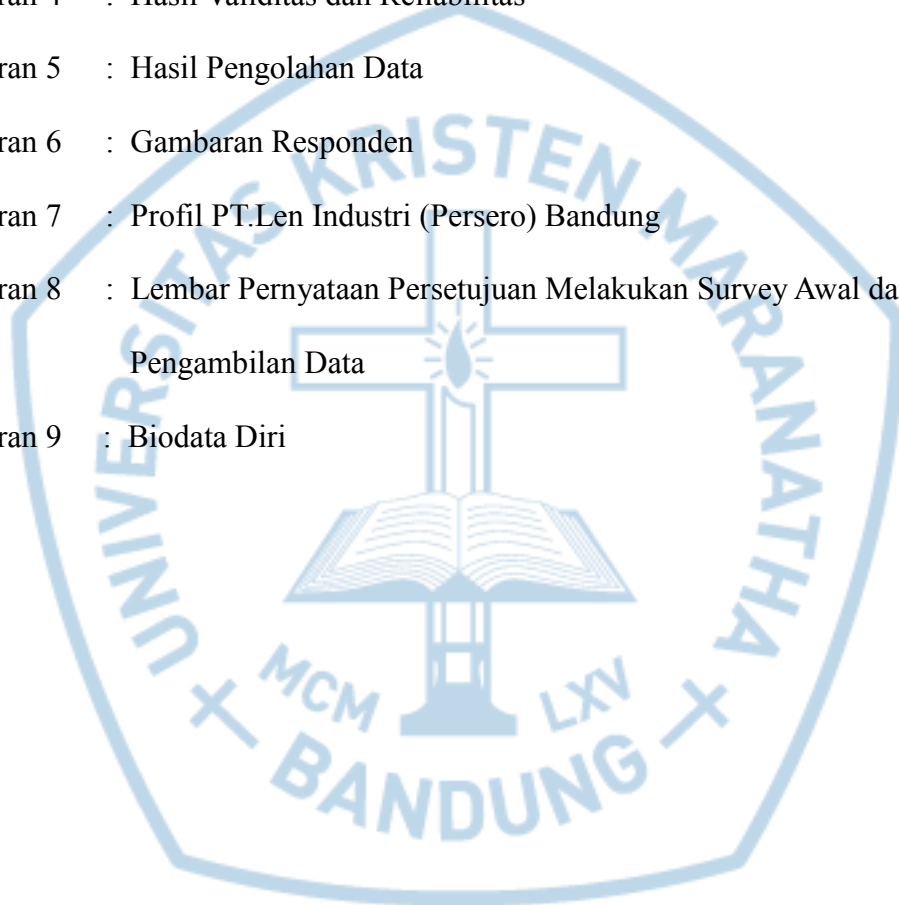 ran 4 : Hasil Validitas dan Reliabilitas
ran 5 : Hasil Pengolahan Data
ran 6 : Gambaran Responden
ran 7 : Profil PT.Len Industri (Persero) Bandung
ran 8 : Lembar Pernyataan Persetujuan Melakukan Survey Awal da
Pengambilan Data
ran 9 : Biodata Diri
UNIVERSITAS KRISTEN MARANATHA
MCM LXV
BANDUNG